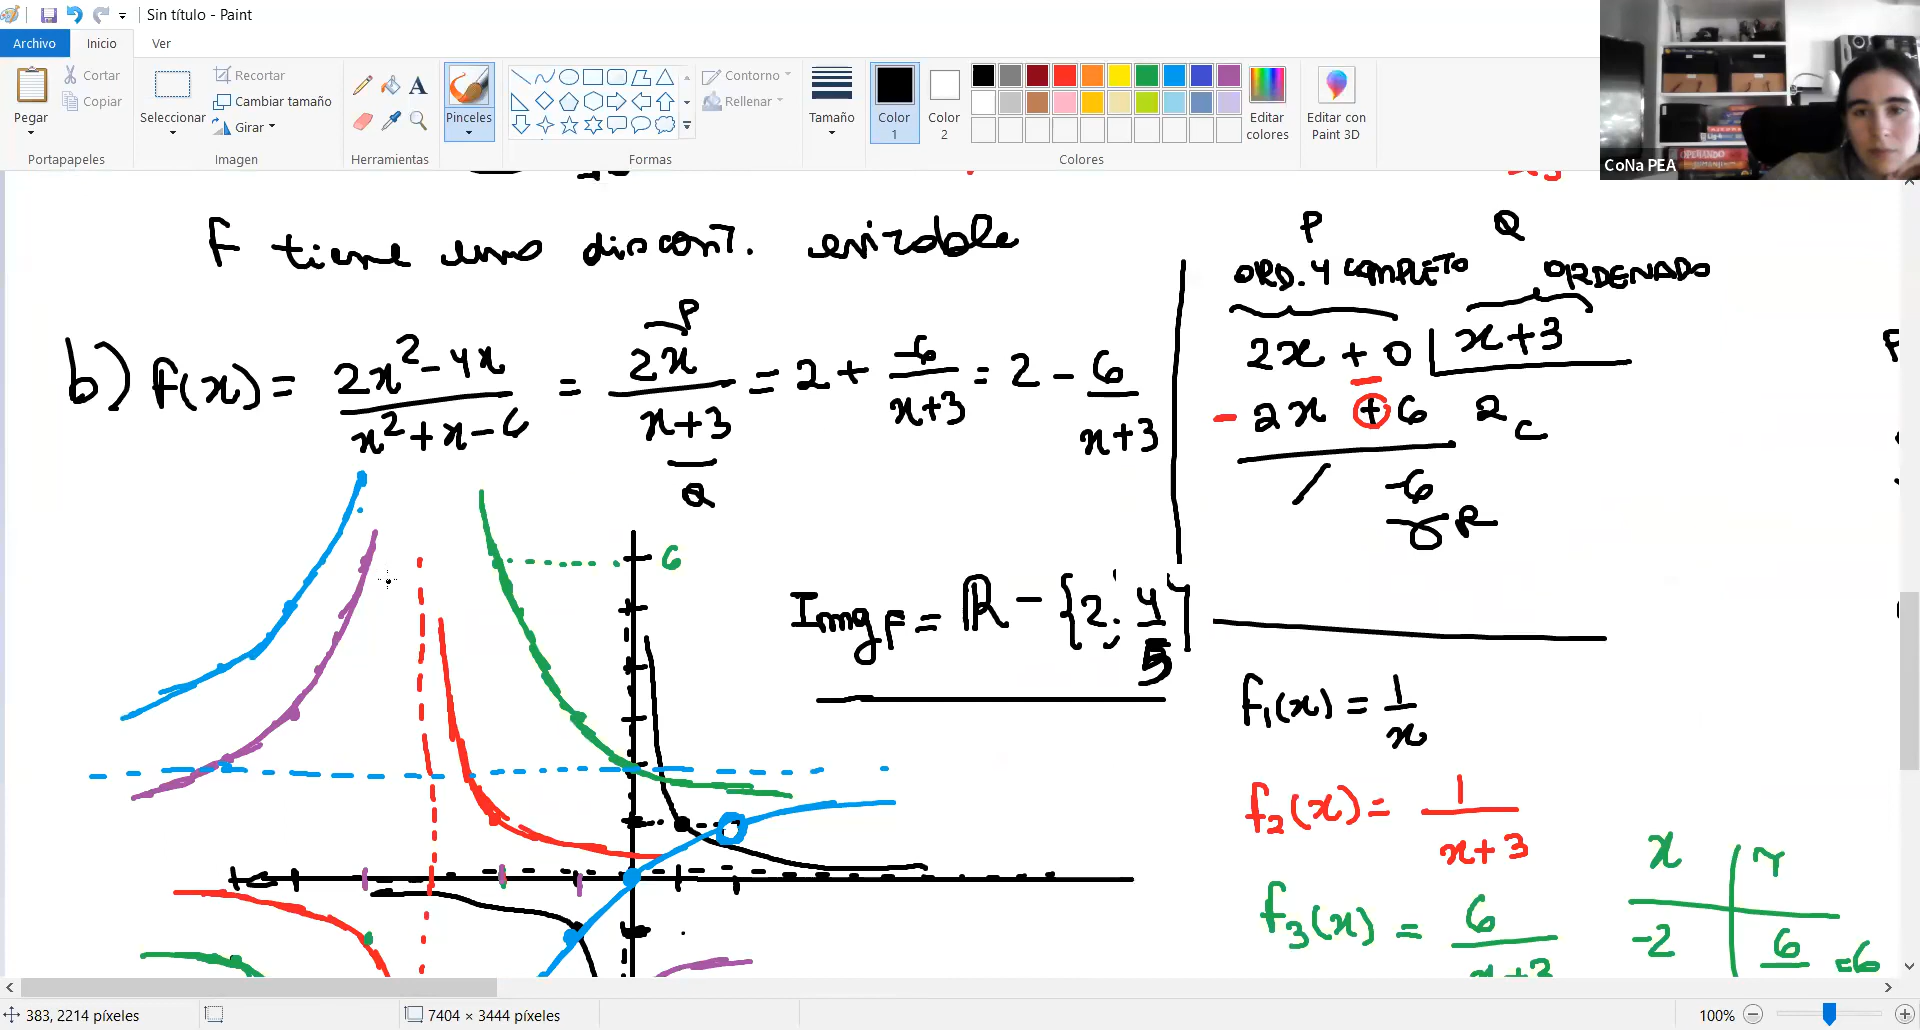 Sin título - Paint
Archivo Inicio Ver
Pegar
Cortar
Copiar
Portapapeles
Seleccionar
Recortar
Cambiar tamaño
Girar
Imagen
A
Herramientas
Pinceles
Formas
Contorno
Rellenar
Tamaño
Color 1
Color 2
Colores
Editar colores
Editar con Paint 3D
CoNa PEA
F tiene una discont. evitable
P Q
ORD. Y COMPLETO ORDENADO
b) f(x) = (2x² - 4x)/(x² + x - 6) = 2x/(x+3) = 2 + -6/(x+3) = 2 - 6/(x+3)
P
Q
2x + 0 | x+3
- 2x + 6 2 C
/ -6
R
6
Img F = ℝ - {2; 4/5}
f₁(x) = 1/x
f₂(x) = 1/(x+3)
f₃(x) = 6/(x+3)
x | y
-2 | 6 =6
383, 2214 píxeles
7404 × 3444 píxeles
100%